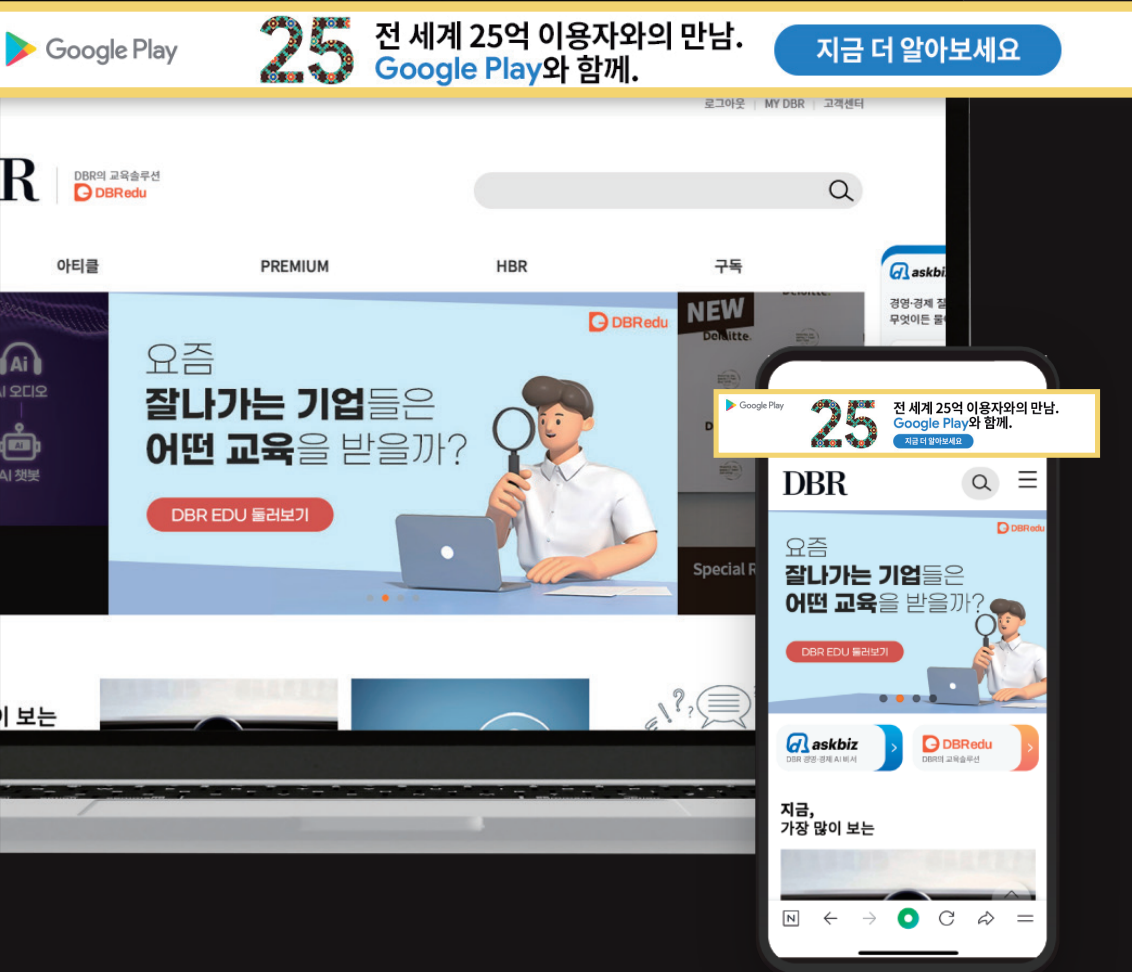 Google Play
25
전 세계 25억 이용자와의 만남.
Google Play와 함께.
지금 더 알아보세요
로그아웃 | MY DBR | 고객센터
R
DBR의 교육솔루션
DBRedu
아티클 PREMIUM HBR 구독
askbi
경영·경제 질
무엇이든 물
Ai
AI 오디오
AI
AI 챗봇
DBRedu
요즘
잘나가는 기업들은
어떤 교육을 받을까?
DBR EDU 둘러보기
NEW
Deloitte.
Special R
이 보는
Google Play
25
전 세계 25억 이용자와의 만남.
Google Play와 함께.
지금 더 알아보세요
DBR
DBRedu
요즘
잘나가는 기업들은
어떤 교육을 받을까?
DBR EDU 둘러보기
askbiz
DBR 경영·경제 AI 비서
DBRedu
DBR의 교육솔루션
지금,
가장 많이 보는
N